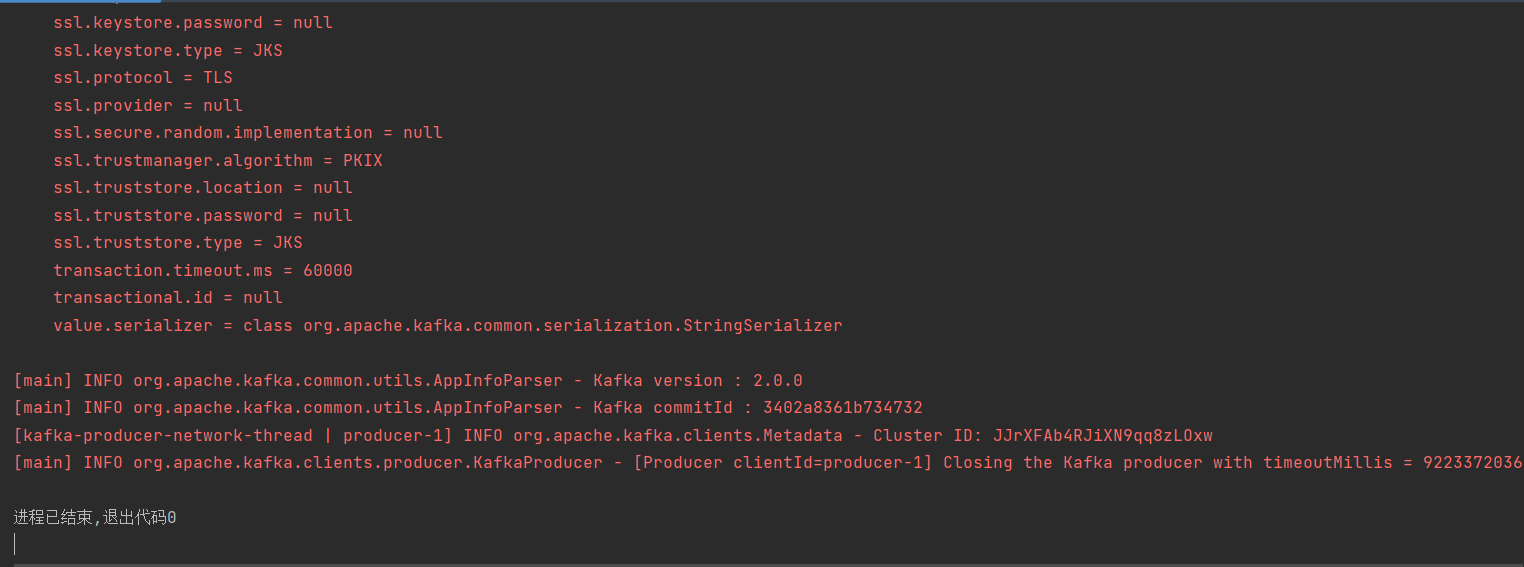 ssl.keystore.password = null
ssl.keystore.type = JKS
ssl.protocol = TLS
ssl.provider = null
ssl.secure.random.implementation = null
ssl.trustmanager.algorithm = PKIX
ssl.truststore.location = null
ssl.truststore.password = null
ssl.truststore.type = JKS
transaction.timeout.ms = 60000
transactional.id = null
value.serializer = class org.apache.kafka.common.serialization.StringSerializer
[main] INFO org.apache.kafka.common.utils.AppInfoParser - Kafka version : 2.0.0
[main] INFO org.apache.kafka.common.utils.AppInfoParser - Kafka commitId : 3402a8361b734732
[kafka-producer-network-thread | producer-1] INFO org.apache.kafka.clients.Metadata - Cluster ID: JJrXFAb4RJiXN9qq8zLOxw
[main] INFO org.apache.kafka.clients.producer.KafkaProducer - [Producer clientId=producer-1] Closing the Kafka producer with timeoutMillis = 9223372036
进程已结束,退出代码0